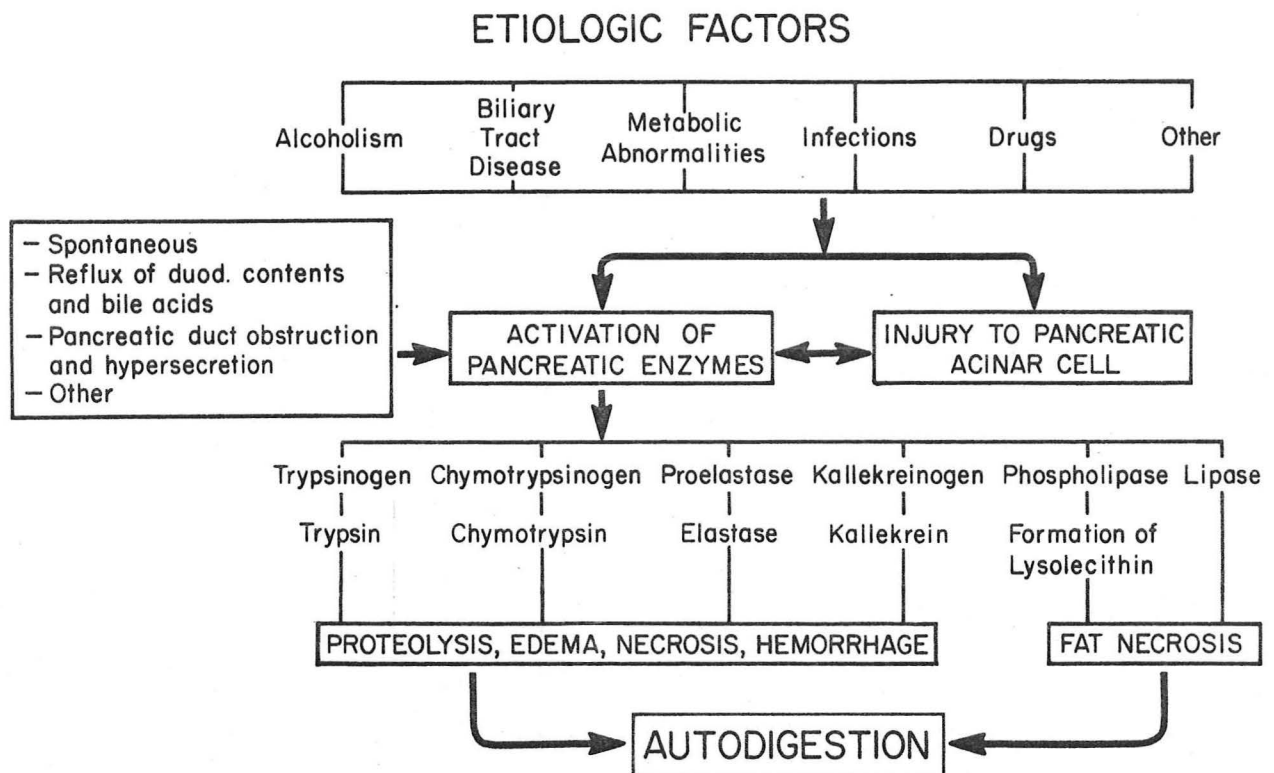 ETIOLOGIC FACTORS
Alcoholism
Biliary
Tract
Disease
Metabolic
Abnormalities
Infections
Drugs
Other
– Spontaneous
– Reflux of duod. contents
and bile acids
– Pancreatic duct obstruction
and hypersecretion
– Other
ACTIVATION OF
PANCREATIC ENZYMES
INJURY TO PANCREATIC
ACINAR CELL
Trypsinogen
Chymotrypsinogen
Proelastase
Kallekreinogen
Phospholipase
Lipase
Trypsin
Chymotrypsin
Elastase
Kallekrein
Formation of
Lysolecithin
PROTEOLYSIS, EDEMA, NECROSIS, HEMORRHAGE
FAT NECROSIS
AUTODIGESTION